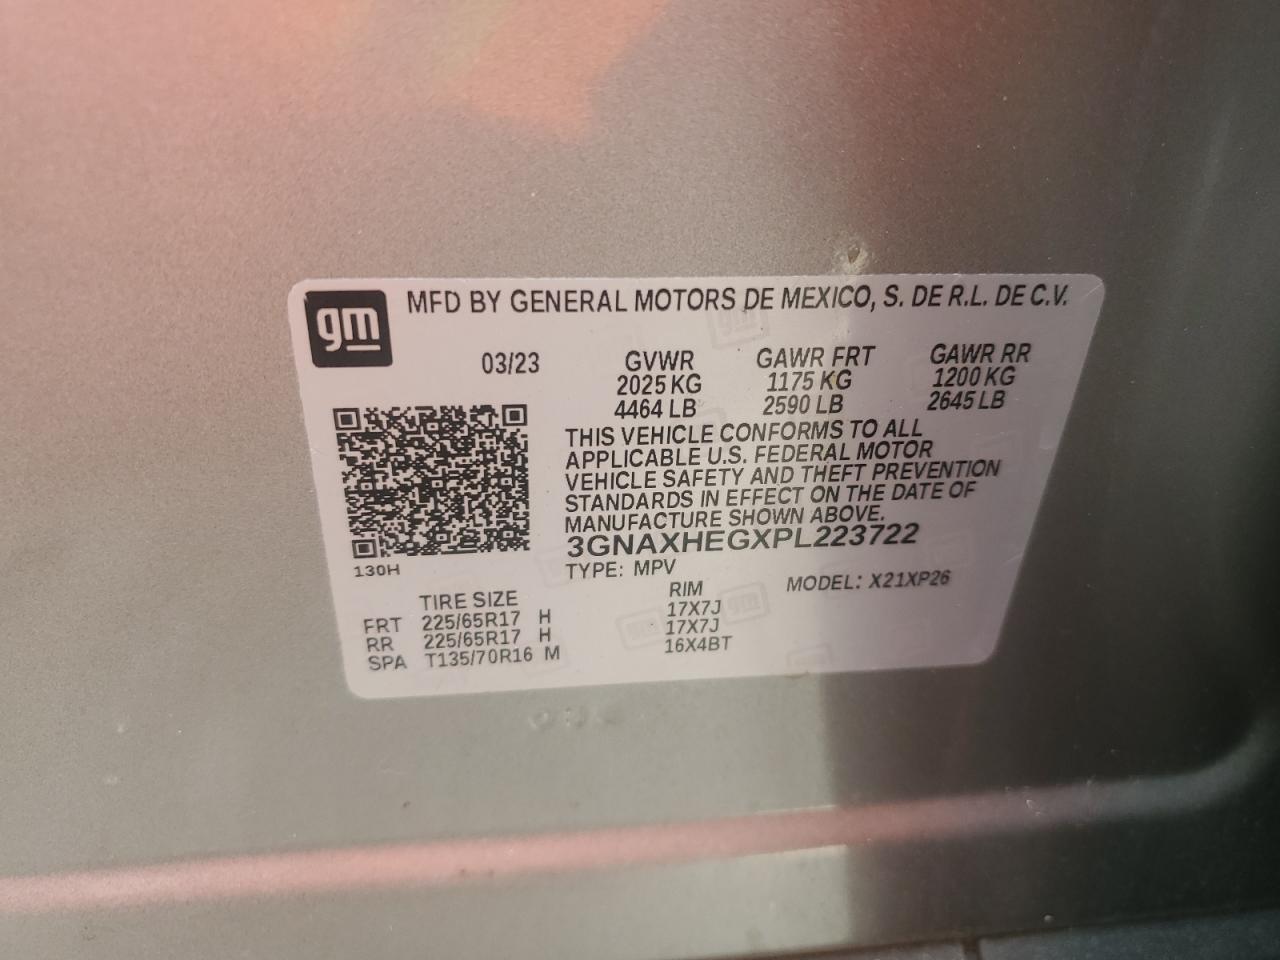 gm
MFD BY GENERAL MOTORS DE MEXICO, S. DE R.L. DE C.V.
03/23 GVWR GAWR FRT GAWR RR
2025 KG 1175 KG 1200 KG
4464 LB 2590 LB 2645 LB
THIS VEHICLE CONFORMS TO ALL
APPLICABLE U.S. FEDERAL MOTOR
VEHICLE SAFETY AND THEFT PREVENTION
STANDARDS IN EFFECT ON THE DATE OF
MANUFACTURE SHOWN ABOVE.
3GNAXHEGXPL223722
130H
TYPE: MPV MODEL: X21XP26
TIRE SIZE RIM
FRT 225/65R17 H 17X7J
RR 225/65R17 H 17X7J
SPA T135/70R16 M 16X4BT